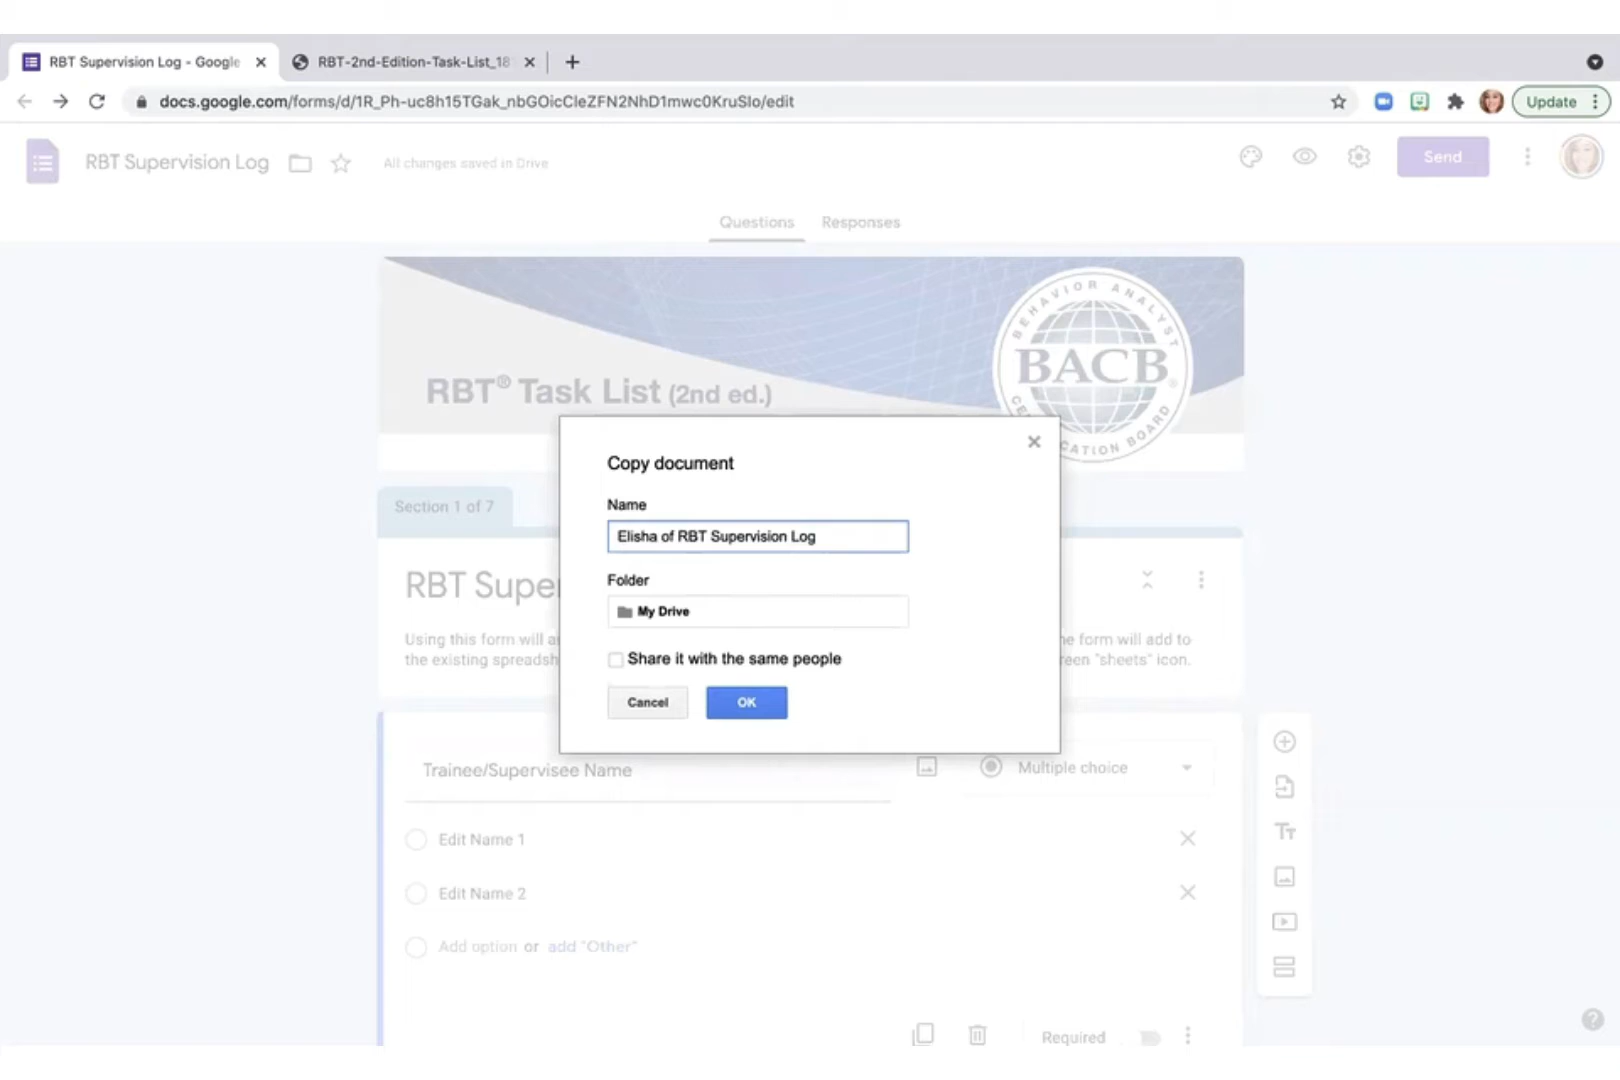 RBT Supervision Log - Google
RBT-2nd-Edition-Task-List_18
docs.google.com/forms/d/1R_Ph-uc8h15TGak_nbGOicCIeZFN2NhD1mwc0KruSIo/edit
Update
RBT Supervision Log
All changes saved in Drive
Send
Questions
Responses
BEHAVIOR ANALYST
BACB
CATION BOARD
RBT® Task List (2nd ed.)
Section 1 of 7
Copy document
Name
Elisha of RBT Supervision Log
Folder
My Drive
Share it with the same people
Cancel
OK
RBT Supe
Using this form will a
e form will add to
the existing spreadsh
een "sheets" icon.
Trainee/Supervisee Name
Multiple choice
Edit Name 1
Edit Name 2
Add option or add "Other"
Required